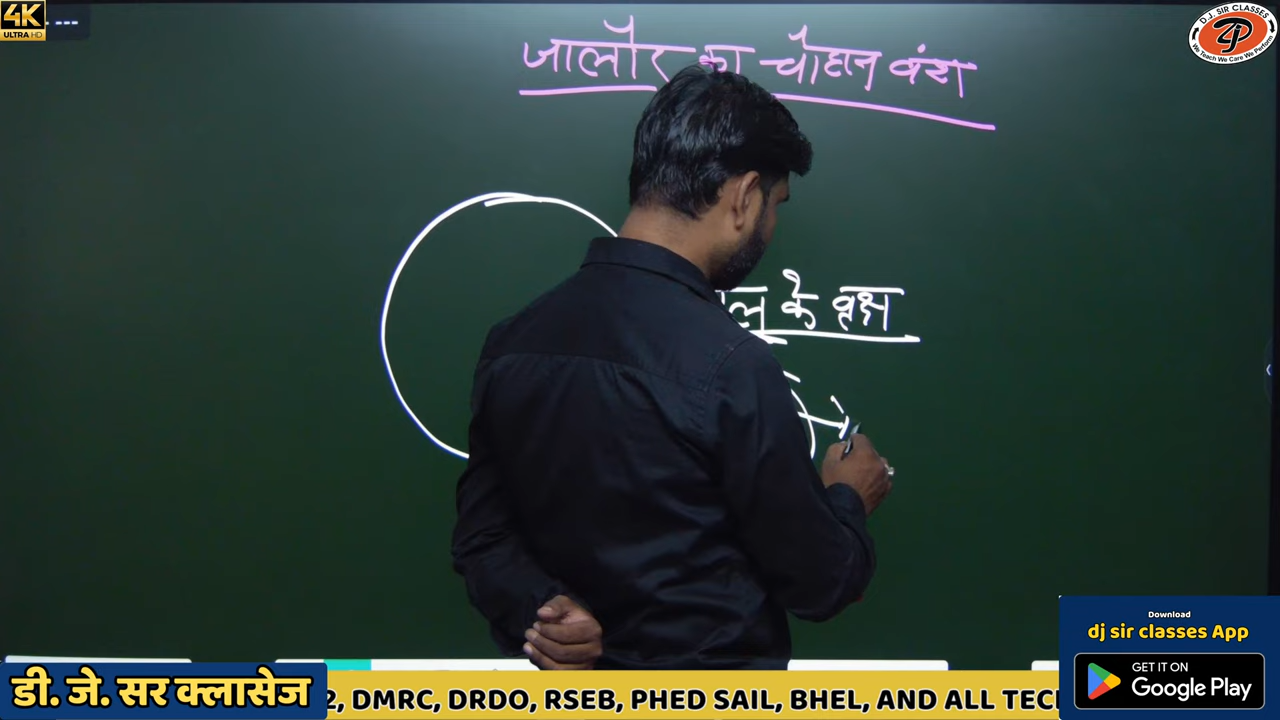 4K
ULTRA HD
D.J. SIR CLASSES
We Teach We Care We Perform
जालौर का चौहान वंश
ल के वृक्ष
Download
dj sir classes App
GET IT ON
Google Play
डी. जे. सर क्लासेज
2, DMRC, DRDO, RSEB, PHED SAIL, BHEL, AND ALL TECH